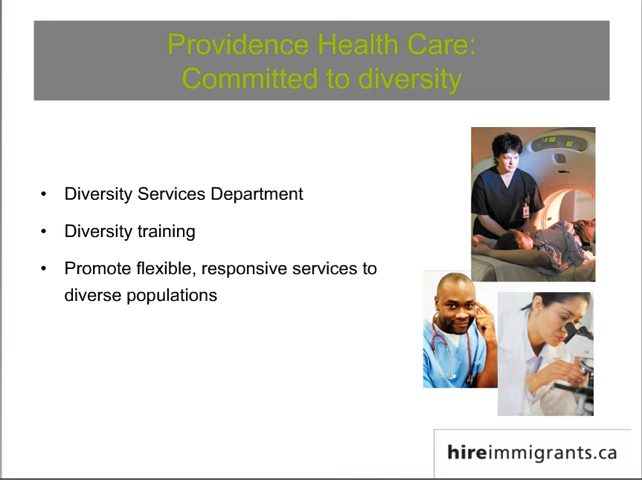 Providence Health Care:
Committed to diversity
• Diversity Services Department
• Diversity training
• Promote flexible, responsive services to
diverse populations
hireimmigrants.ca